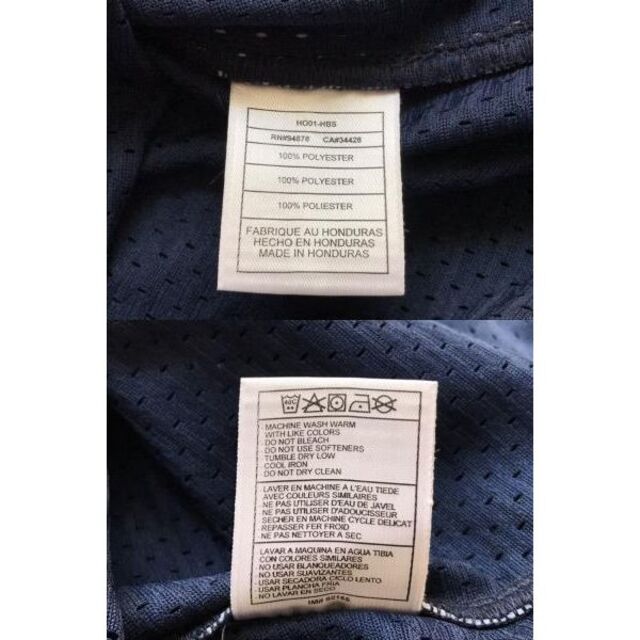 HO01-HBS
RN#94878 CA#34426
100% POLYESTER
100% POLYESTER
100% POLIESTER
FABRIQUE AU HONDURAS
HECHO EN HONDURAS
MADE IN HONDURAS
40C
MACHINE WASH WARM
WITH LIKE COLORS
DO NOT BLEACH
DO NOT USE SOFTENERS
TUMBLE DRY LOW
COOL IRON
DO NOT DRY CLEAN
LAVER EN MACHINE A L'EAU TIEDE
AVEC COULEURS SIMILAIRES
NE PAS UTILISER D'EAU DE JAVEL
NE PAS UTILISER D'ADOUCISSEUR
SECHER EN MACHINE CYCLE DELICAT
REPASSER FER FROID
NE PAS NETTOYER A SEC
LAVAR A MAQUINA EN AGUA TIBIA
CON COLORES SIMILARES
NO USAR BLANQUEADORES
NO USAR SUAVIZANTES
USAR SECADORA CICLO LENTO
USAR PLANCHA FRIA
NO LAVAR EN SECO
IM#